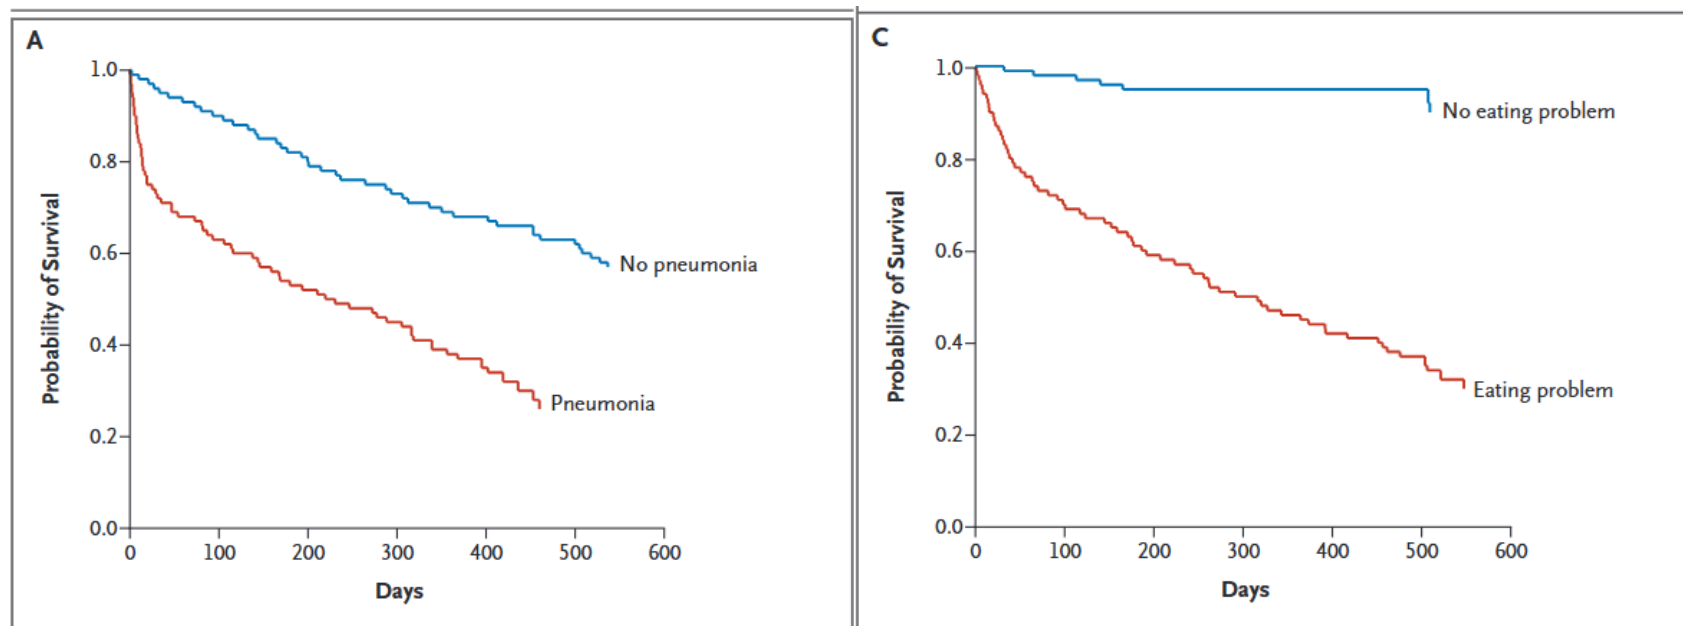 A
Probability of Survival
1.0
0.8
0.6
0.4
0.2
0.0
0 100 200 300 400 500 600
Days
No pneumonia
Pneumonia
C
Probability of Survival
1.0
0.8
0.6
0.4
0.2
0.0
0 100 200 300 400 500 600
Days
No eating problem
Eating problem